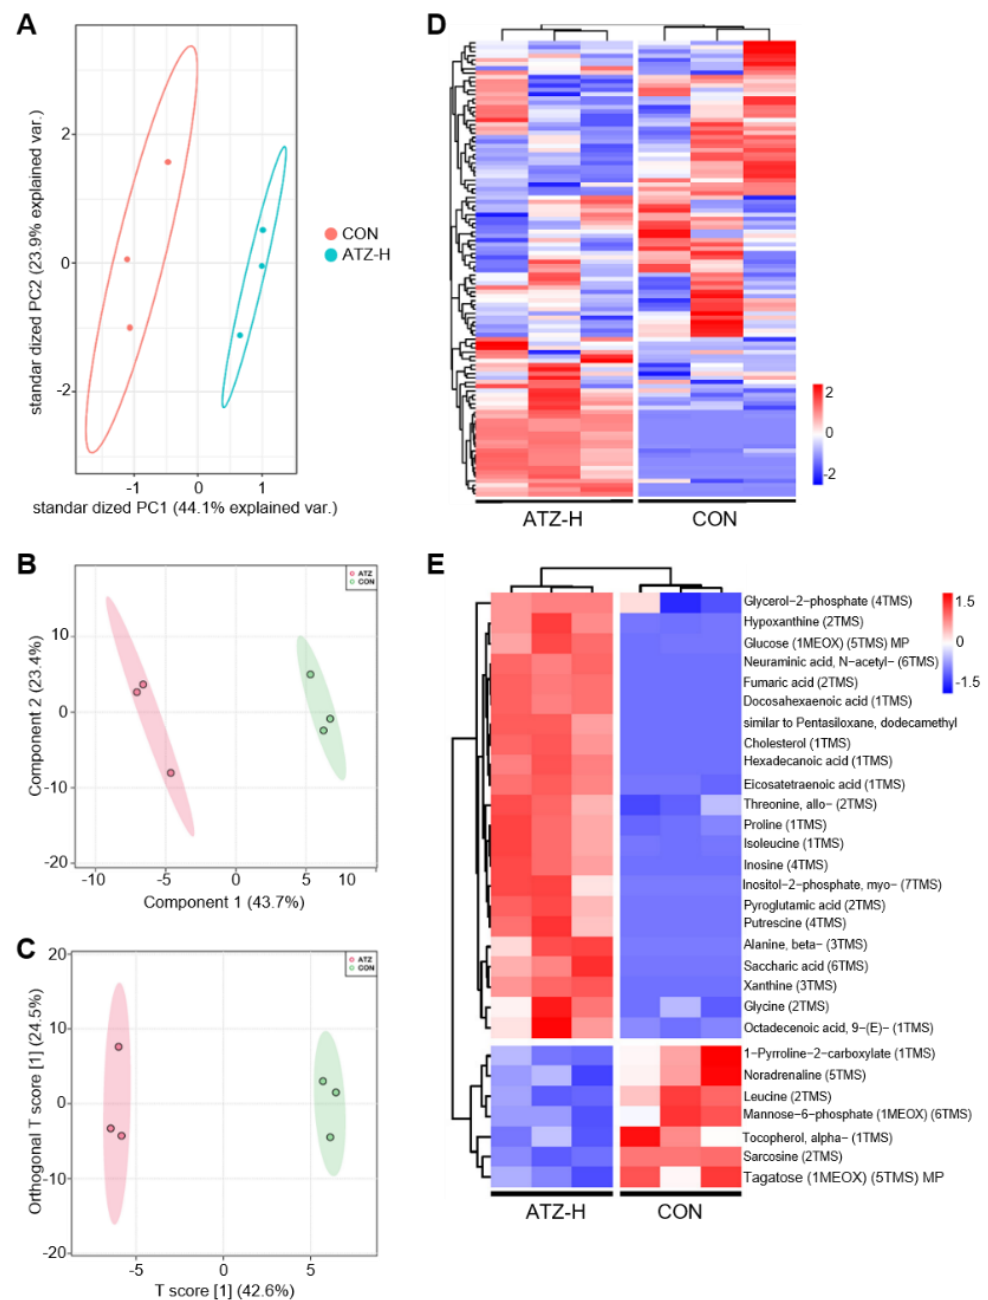 A
2
0
-2
-1
0
1
standar dized PC2 (23.9% explained var.)
standar dized PC1 (44.1% explained var.)
CON
ATZ-H
D
2
0
-2
ATZ-H
CON
B
ATZ
CON
10
0
-10
-20
-10
-5
0
5
10
Component 2 (23.4%)
Component 1 (43.7%)
C
ATZ
CON
20
10
0
-10
-20
-5
0
5
Orthogonal T score [1] (24.5%)
T score [1] (42.6%)
E
Glycerol-2-phosphate (4TMS)
Hypoxanthine (2TMS)
Glucose (1MEOX) (5TMS) MP
Neuraminic acid, N-acetyl- (6TMS)
Fumaric acid (2TMS)
Docosahexaenoic acid (1TMS)
similar to Pentasiloxane, dodecamethyl
Cholesterol (1TMS)
Hexadecanoic acid (1TMS)
Eicosatetraenoic acid (1TMS)
Threonine, allo- (2TMS)
Proline (1TMS)
Isoleucine (1TMS)
Inosine (4TMS)
Inositol-2-phosphate, myo- (7TMS)
Pyroglutamic acid (2TMS)
Putrescine (4TMS)
Alanine, beta- (3TMS)
Saccharic acid (6TMS)
Xanthine (3TMS)
Glycine (2TMS)
Octadecenoic acid, 9-(E)- (1TMS)
1-Pyrroline-2-carboxylate (1TMS)
Noradrenaline (5TMS)
Leucine (2TMS)
Mannose-6-phosphate (1MEOX) (6TMS)
Tocopherol, alpha- (1TMS)
Sarcosine (2TMS)
Tagatose (1MEOX) (5TMS) MP
1.5
0
-1.5
ATZ-H
CON